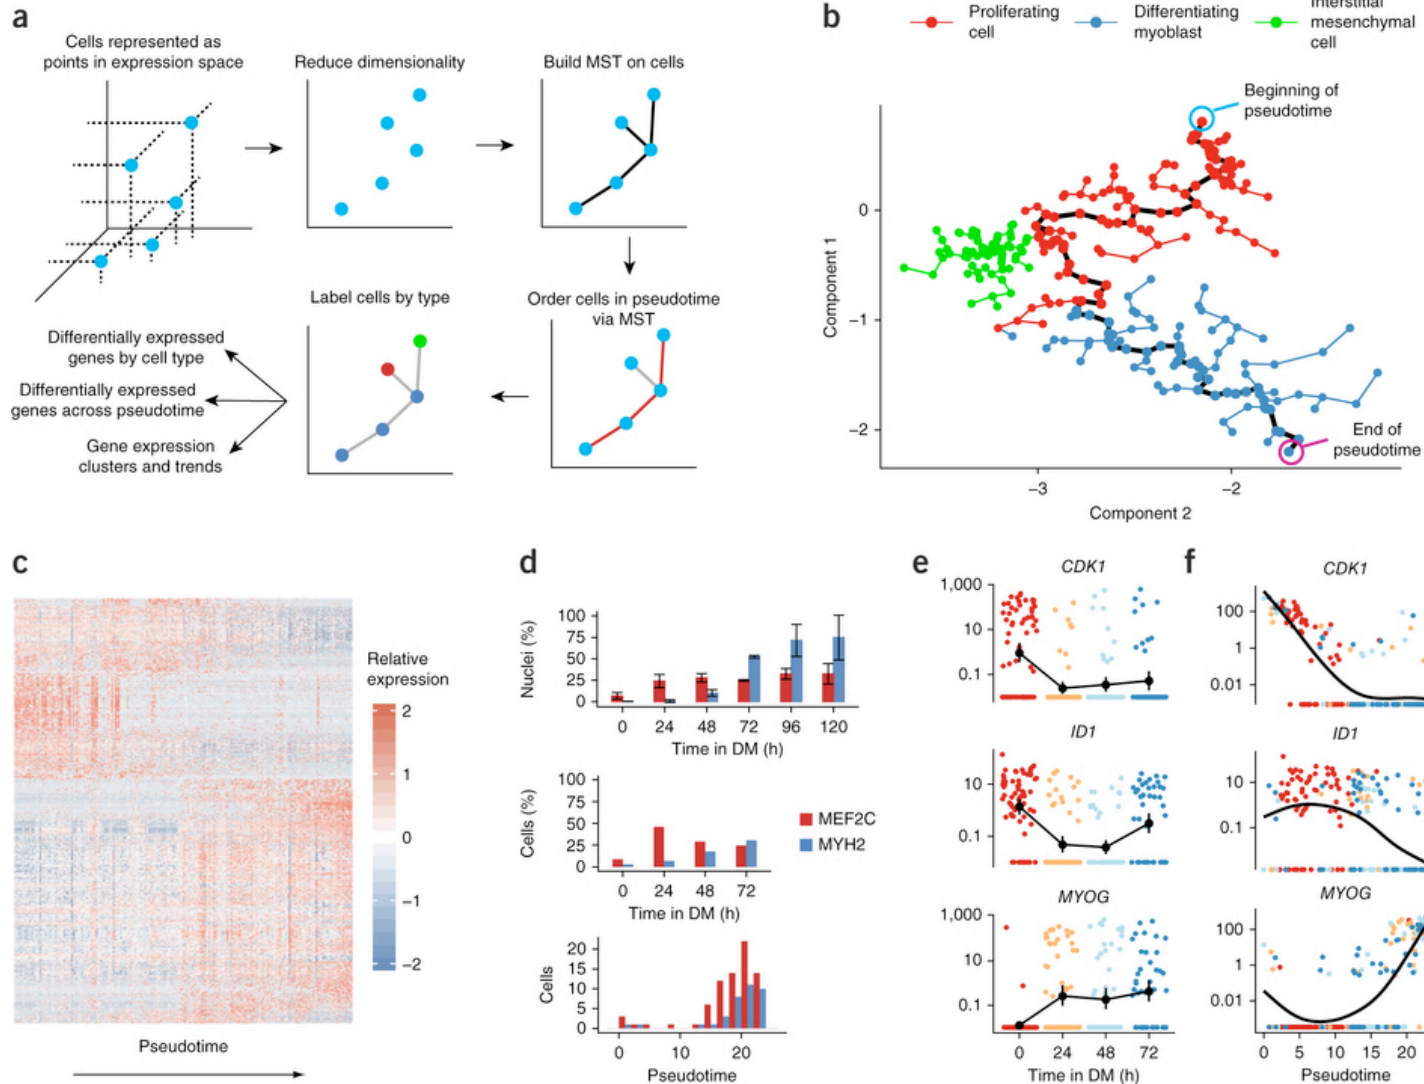 a
Cells represented as
points in expression space
Reduce dimensionality
Build MST on cells
Label cells by type
Order cells in pseudotime
via MST
Differentially expressed
genes by cell type
Differentially expressed
genes across pseudotime
Gene expression
clusters and trends
b
Proliferating
cell
Differentiating
myoblast
Interstitial
mesenchymal
cell
Beginning of
pseudotime
0
−1
−2
Component 1
End of
pseudotime
−3
−2
Component 2
c
Relative
expression
2
1
0
−1
−2
Pseudotime
d
100
75
50
25
0
Nuclei (%)
0 24 48 72 96 120
Time in DM (h)
100
75
50
25
0
Cells (%)
0 24 48 72
Time in DM (h)
MEF2C
MYH2
20
15
10
5
0
Cells
0 10 20
Pseudotime
e
CDK1
1,000
10
0.1
ID1
10
0.1
MYOG
1,000
10
0.1
0 24 48 72
Time in DM (h)
f
CDK1
100
1
0.01
ID1
10
0.1
MYOG
100
1
0.01
0 5 10 15 20
Pseudotime